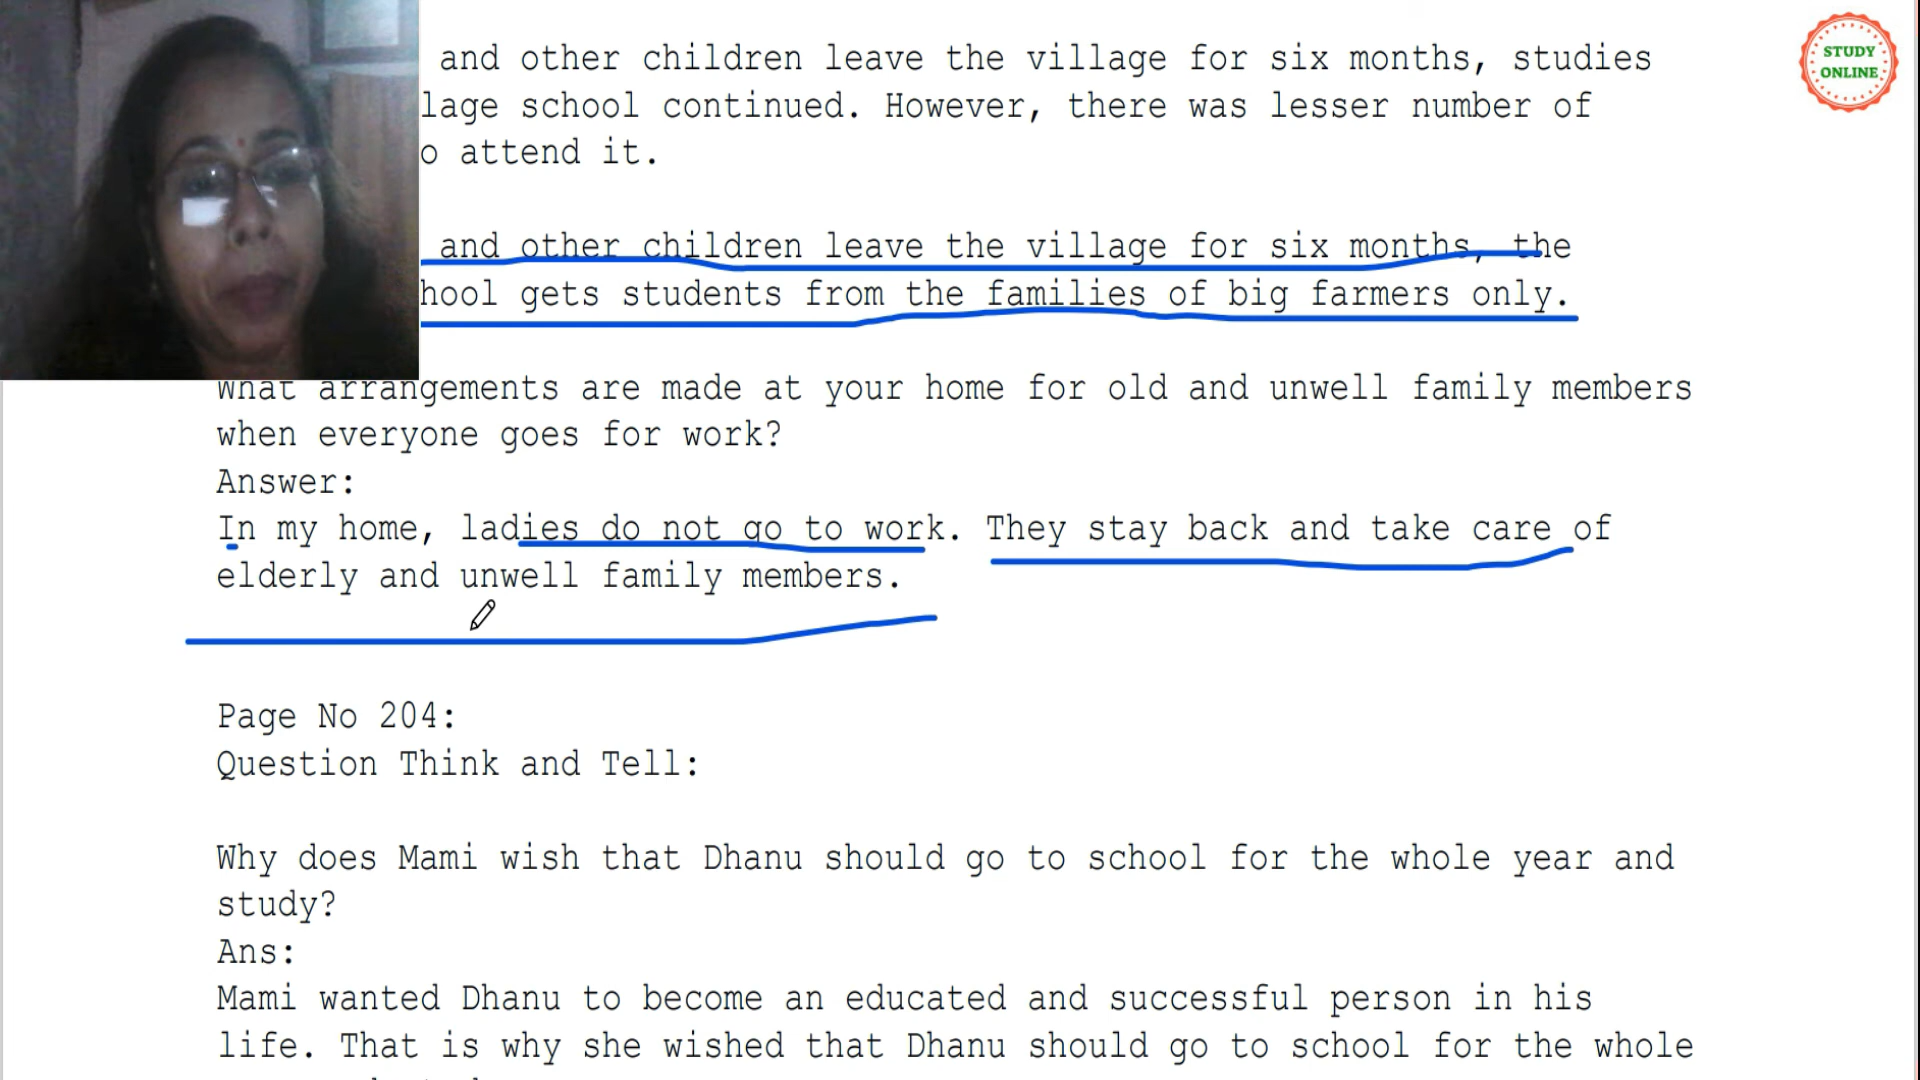 and other children leave the village for six months, studies
lage school continued. However, there was lesser number of
o attend it.
and other children leave the village for six months, the
hool gets students from the families of big farmers only.
What arrangements are made at your home for old and unwell family members
when everyone goes for work?
Answer:
In my home, ladies do not go to work. They stay back and take care of
elderly and unwell family members.
Page No 204:
Question Think and Tell:
Why does Mami wish that Dhanu should go to school for the whole year and
study?
Ans:
Mami wanted Dhanu to become an educated and successful person in his
life. That is why she wished that Dhanu should go to school for the whole
STUDY
ONLINE